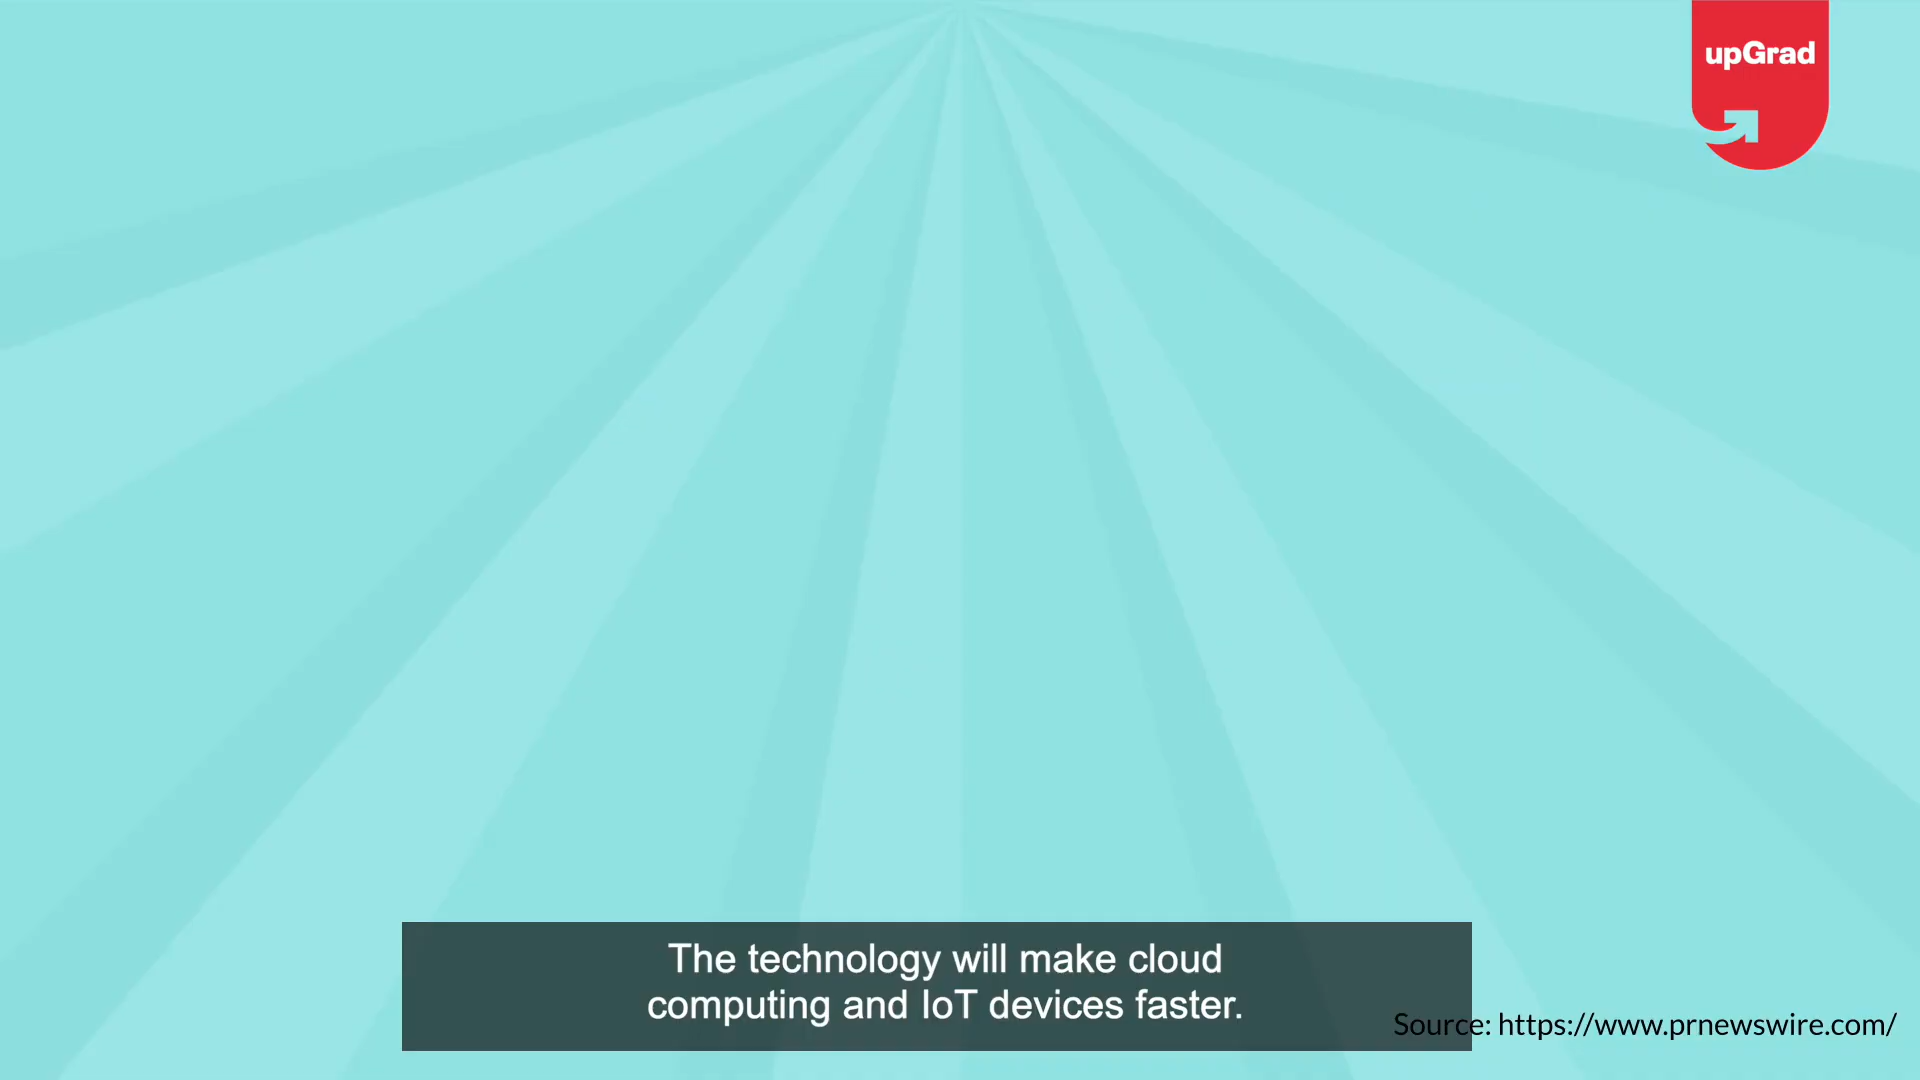 upGrad
The technology will make cloud
computing and IoT devices faster.
Source: https://www.prnewswire.com/